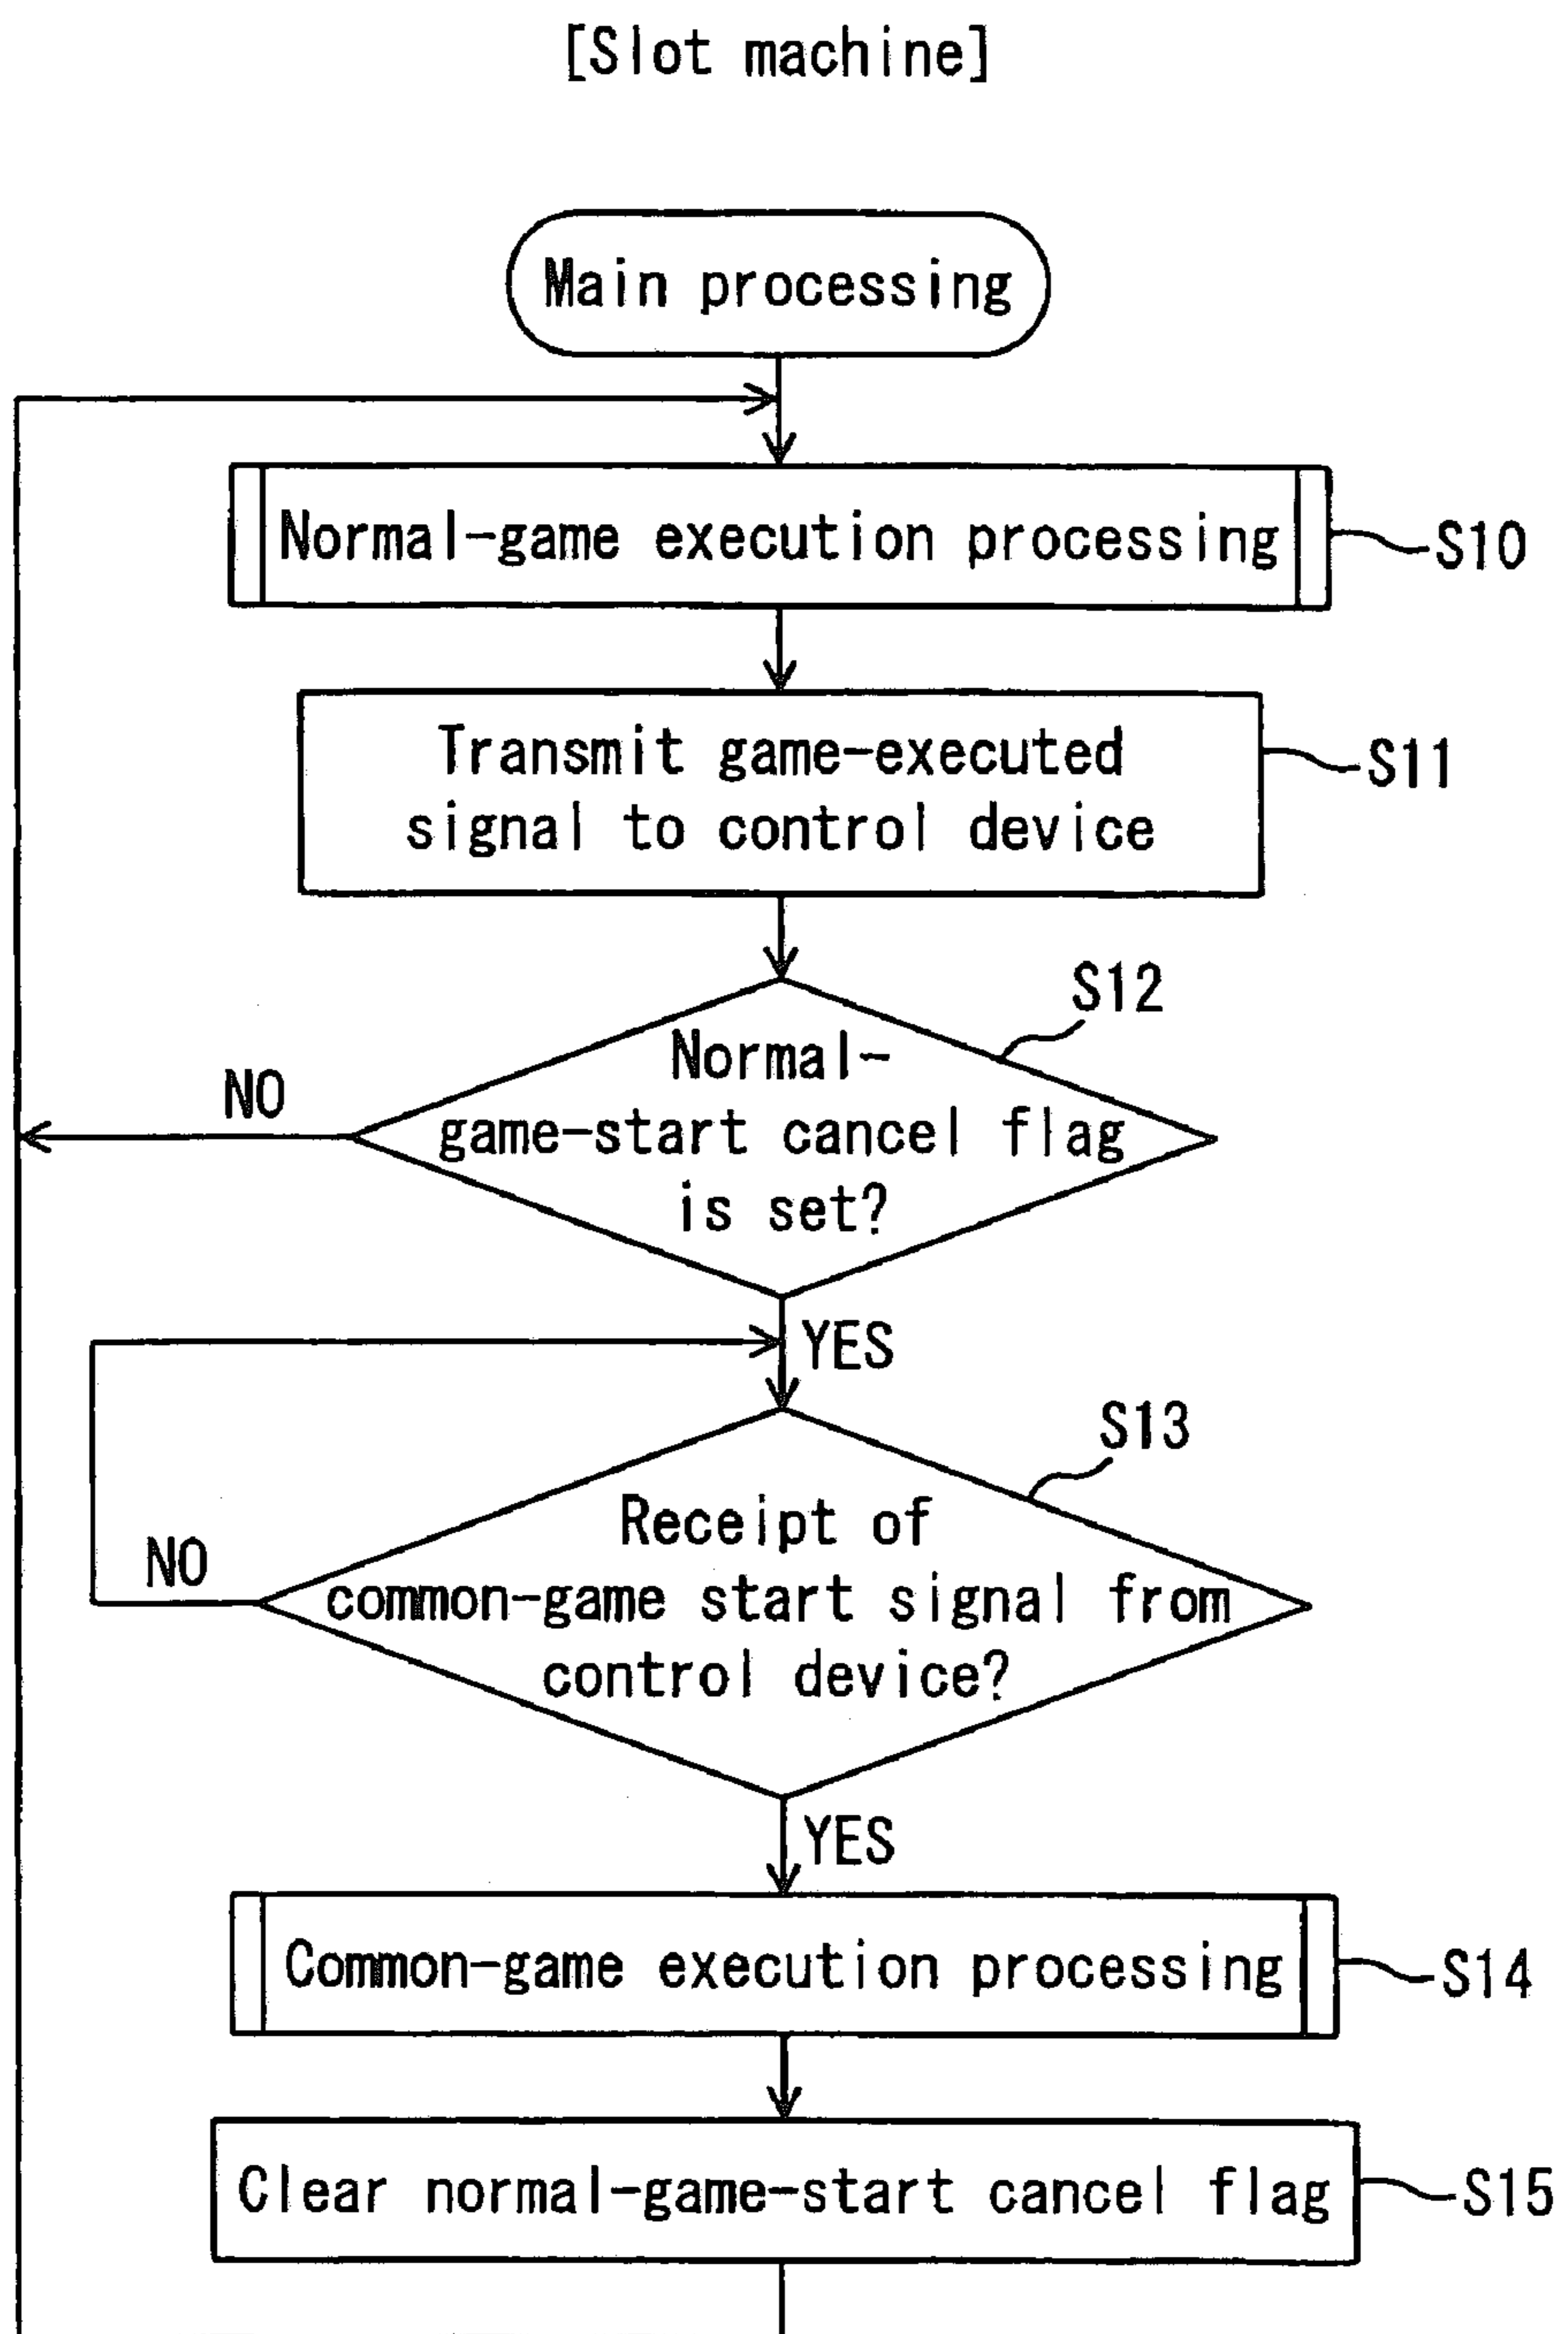 [Slot machine]
Main processing
Normal-game execution processing
S10
Transmit game-executed
signal to control device
S11
S12
Normal-
game-start cancel flag
is set?
NO
YES
S13
Receipt of
common-game start signal from
control device?
NO
YES
Common-game execution processing
S14
Clear normal-game-start cancel flag
S15